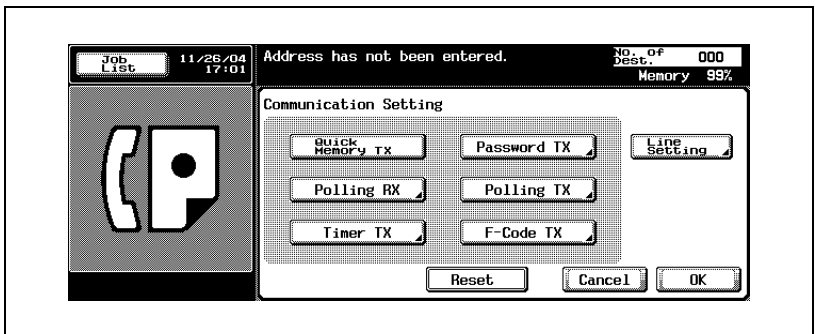 Job
List
11/26/04
17:01
Address has not been entered.
No. of
Dest.
000
Memory 99%
Communication Setting
Quick
Memory TX
Password TX
Line
Setting
Polling RX
Polling TX
Timer TX
F-Code TX
Reset
Cancel
OK